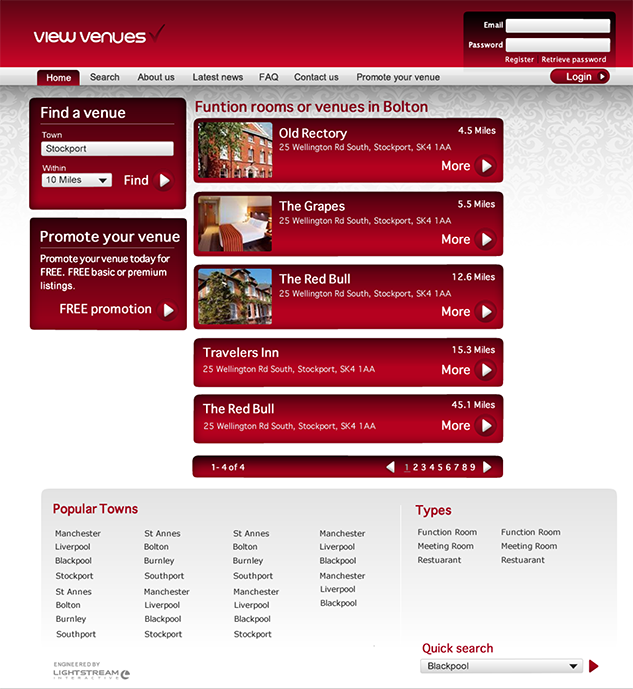 view venues
Email
Password
Register Retrieve password
Home Search About us Latest news FAQ Contact us Promote your venue
Login
Find a venue
Town
Stockport
Within
10 Miles
Find
Promote your venue
Promote your venue today for
FREE. FREE basic or premium
listings.
FREE promotion
Funtion rooms or venues in Bolton
Old Rectory 4.5 Miles
25 Wellington Rd South, Stockport, SK4 1AA
More
The Grapes 5.5 Miles
25 Wellington Rd South, Stockport, SK4 1AA
More
The Red Bull 12.6 Miles
25 Wellington Rd South, Stockport, SK4 1AA
More
Travelers Inn 15.3 Miles
25 Wellington Rd South, Stockport, SK4 1AA
More
The Red Bull 45.1 Miles
25 Wellington Rd South, Stockport, SK4 1AA
More
1- 4 of 4 1 2 3 4 5 6 7 8 9
Popular Towns
Manchester St Annes St Annes Manchester
Liverpool Bolton Bolton Liverpool
Blackpool Burnley Burnley Blackpool
Stockport Southport Southport Manchester
St Annes Manchester Manchester Liverpool
Bolton Liverpool Liverpool Blackpool
Burnley Blackpool Blackpool
Southport Stockport Stockport
Types
Function Room Function Room
Meeting Room Meeting Room
Restuarant Restuarant
Quick search
Blackpool
ENGINEERED BY
LIGHTSTREAM
INTERACTIVE